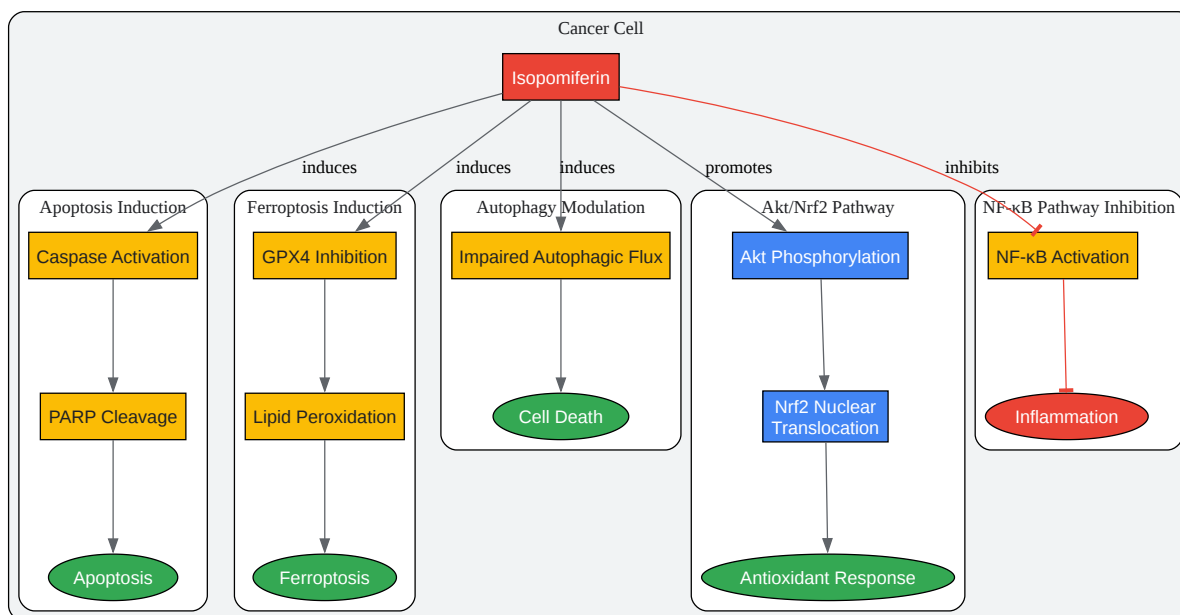 Cancer Cell
Isopomiferin
induces
induces
induces
promotes
inhibits
Apoptosis Induction
Ferroptosis Induction
Autophagy Modulation
Akt/Nrf2 Pathway
NF-κB Pathway Inhibition
Caspase Activation
GPX4 Inhibition
Impaired Autophagic Flux
Akt Phosphorylation
NF-κB Activation
PARP Cleavage
Lipid Peroxidation
Cell Death
Nrf2 Nuclear
Translocation
Inflammation
Apoptosis
Ferroptosis
Antioxidant Response